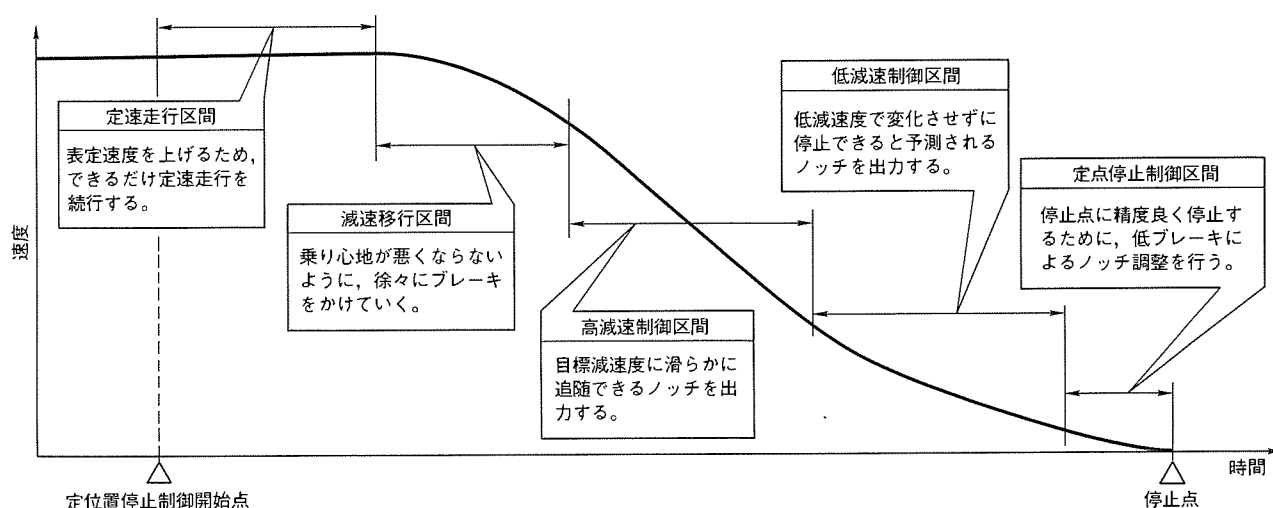 定速走行区間
表定速度を上げるため,
できるだけ定速走行を
続行する。
減速移行区間
乗り心地が悪くならない
ように, 徐々にブレーキ
をかけていく。
高減速制御区間
目標減速度に滑らかに
追随できるノッチを出
力する。
低減速制御区間
低減速度で変化させずに
停止できると予測される
ノッチを出力する。
定点停止制御区間
停止点に精度良く停止す
るために, 低ブレーキに
よるノッチ調整を行う。
速度
時間
定位置停止制御開始点
停止点